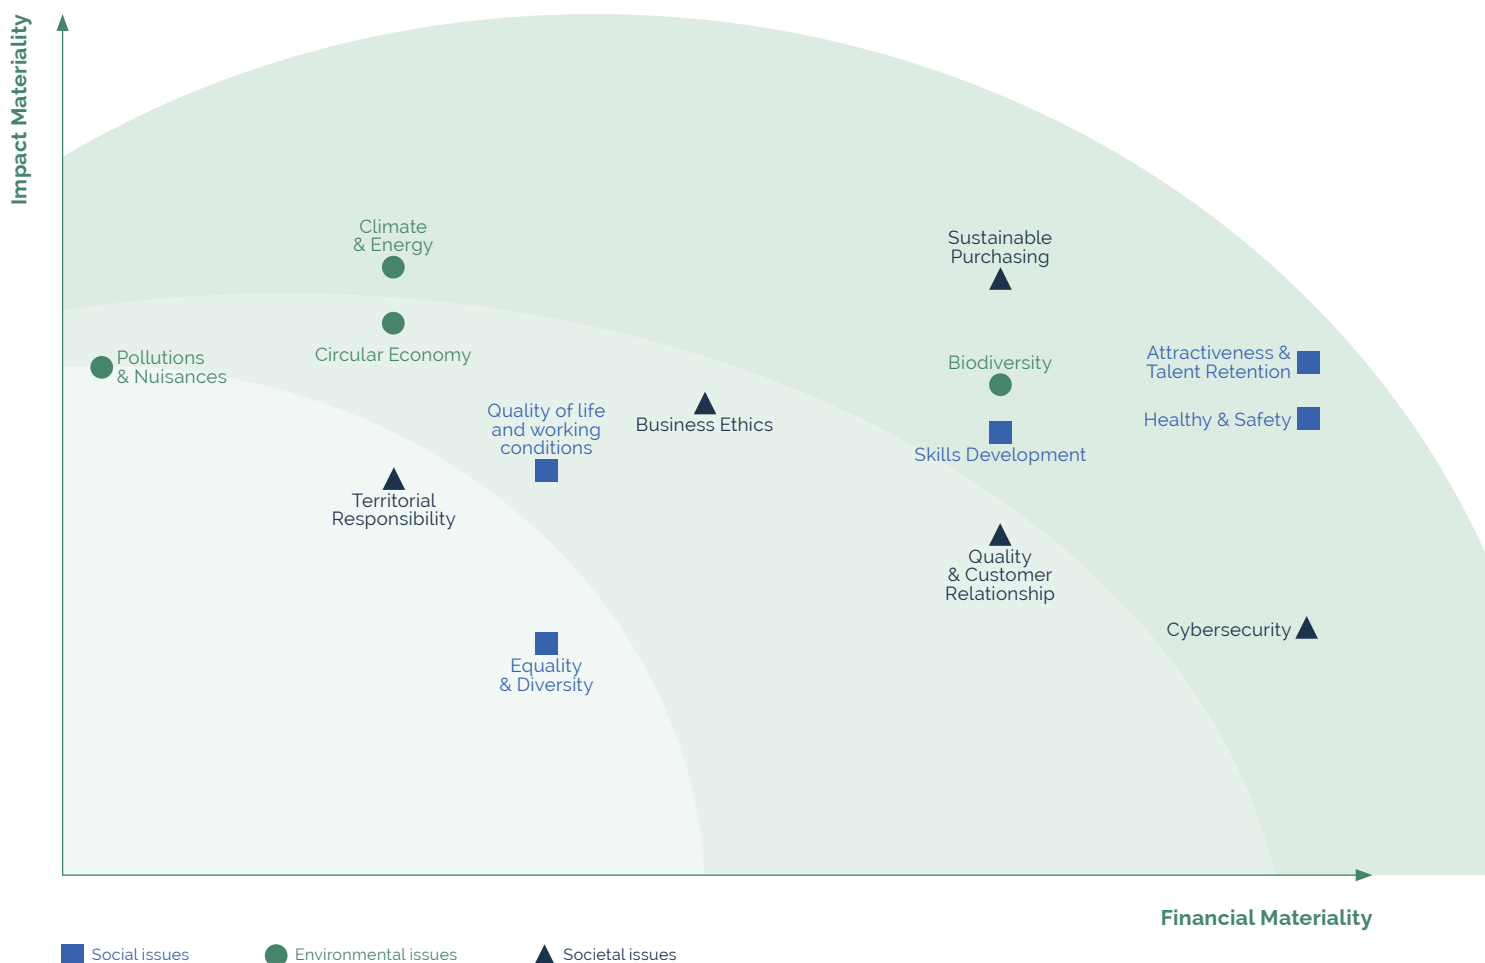 Impact Materiality
Climate
& Energy
Circular Economy
Pollutions
& Nuisances
Sustainable
Purchasing
Biodiversity
Attractiveness &
Talent Retention
Healthy & Safety
Skills Development
Quality of life
and working
conditions
Business Ethics
Territorial
Responsibility
Quality
& Customer
Relationship
Cybersecurity
Equality
& Diversity
Financial Materiality
Social issues
Environmental issues
Societal issues